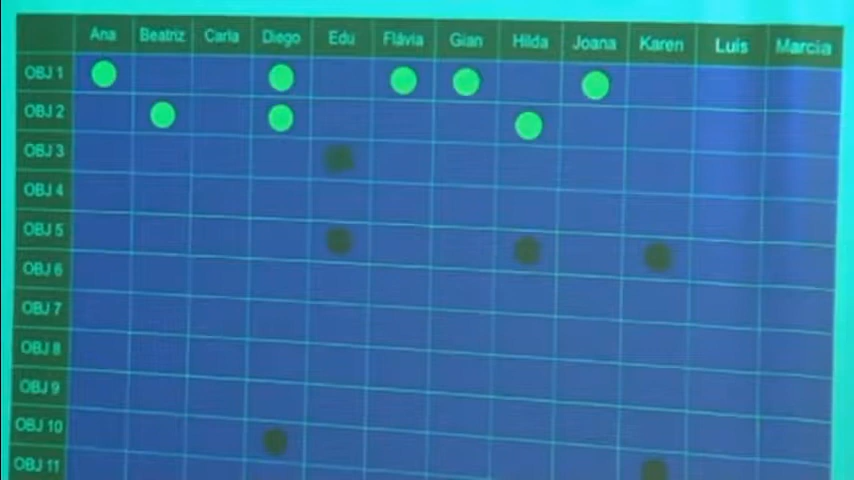 Ana Beatriz Carla Diego Edu Flávia Gian Hilda Joana Karen Luis Marcia
OBJ 1
OBJ 2
OBJ 3
OBJ 4
OBJ 5
OBJ 6
OBJ 7
OBJ 8
OBJ 9
OBJ 10
OBJ 11